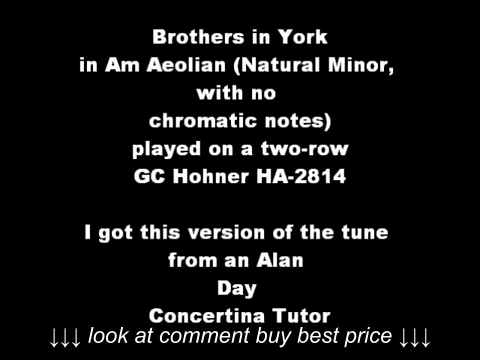 Brothers in York
in Am Aeolian (Natural Minor,
with no
chromatic notes)
played on a two-row
GC Hohner HA-2814
I got this version of the tune
from an Alan
Day
Concertina Tutor
↓↓↓ look at comment buy best price ↓↓↓